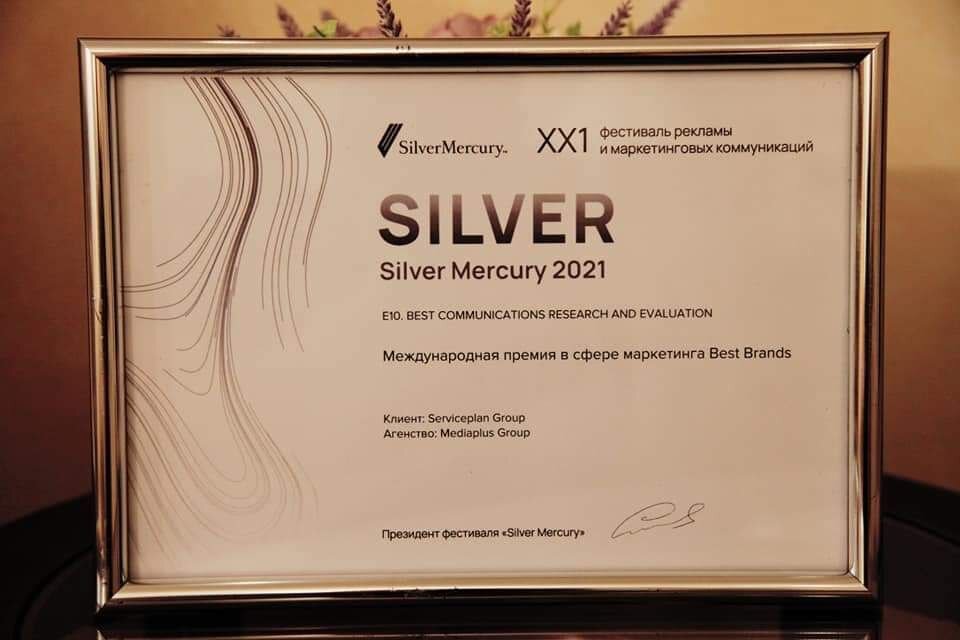 SilverMercury™
XX1
фестиваль рекламы
и маркетинговых коммуникаций
SILVER
Silver Mercury 2021
E10. BEST COMMUNICATIONS RESEARCH AND EVALUATION
Международная премия в сфере маркетинга Best Brands
Клиент: Serviceplan Group
Агенство: Mediaplus Group
Президент фестиваля «Silver Mercury»